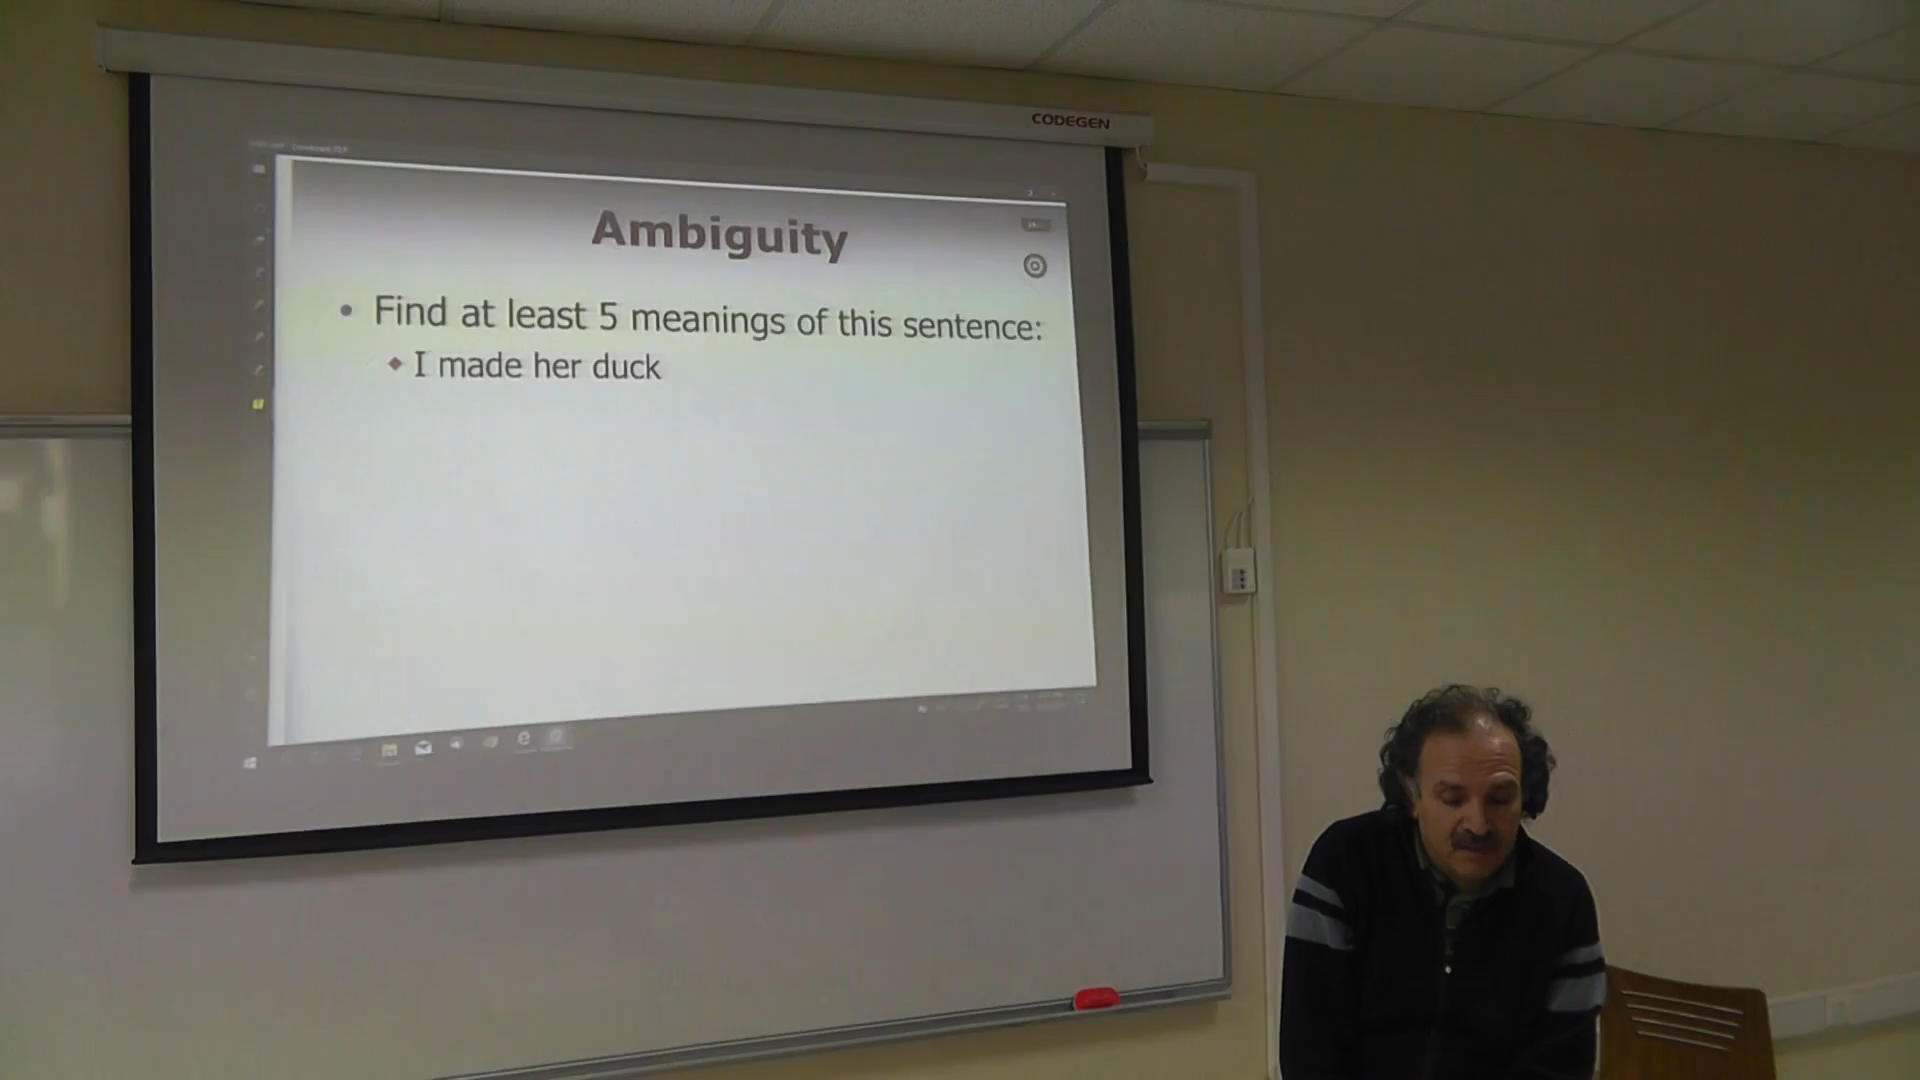 CODEGEN
Ambiguity
• Find at least 5 meanings of this sentence:
I made her duck